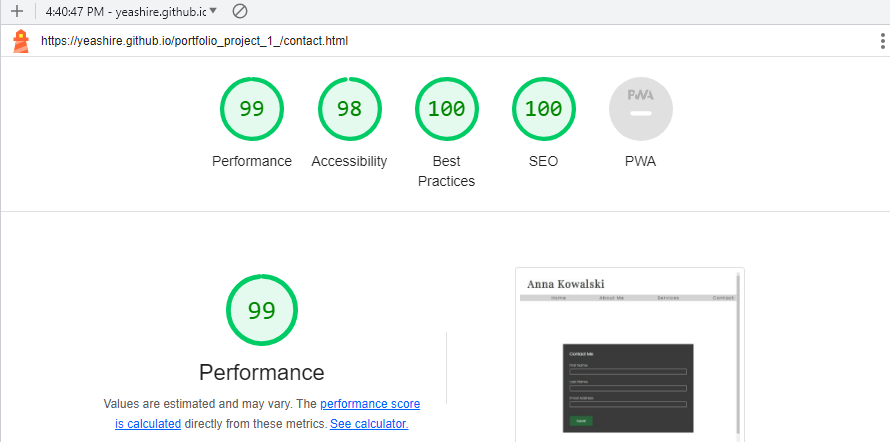 4:40:47 PM - yeashire.github.ic
https://yeashire.github.io/portfolio_project_1_/contact.html
99
98
100
100
PWA
Performance
Accessibility
Best
Practices
SEO
PWA
99
Performance
Values are estimated and may vary. The performance score
is calculated directly from these metrics. See calculator.
Anna Kowalski
Home About Me Services Contact
Contact Me
First Name
Last Name
Email Address